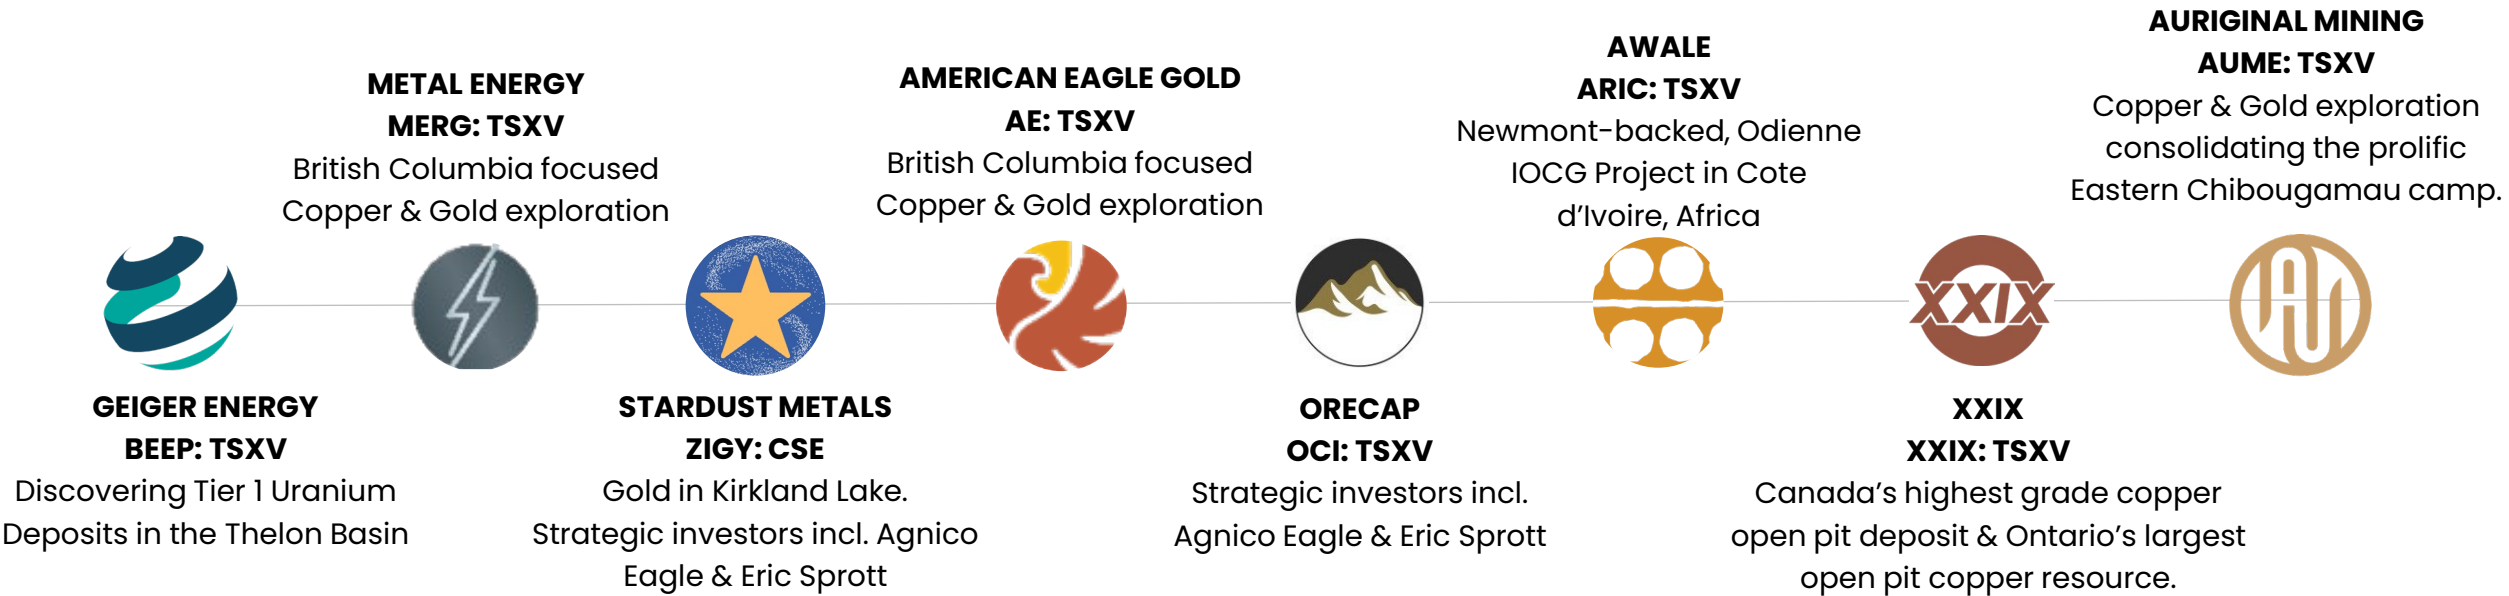 GEIGER ENERGY
BEEP: TSXV
Discovering Tier 1 Uranium
Deposits in the Thelon Basin
METAL ENERGY
MERG: TSXV
British Columbia focused
Copper & Gold exploration
STARDUST METALS
ZIGY: CSE
Gold in Kirkland Lake.
Strategic investors incl. Agnico
Eagle & Eric Sprott
AMERICAN EAGLE GOLD
AE: TSXV
British Columbia focused
Copper & Gold exploration
ORECAP
OCI: TSXV
Strategic investors incl.
Agnico Eagle & Eric Sprott
AWALE
ARIC: TSXV
Newmont-backed, Odienne
IOCG Project in Cote
d’Ivoire, Africa
XXIX
XXIX
XXIX: TSXV
Canada’s highest grade copper
open pit deposit & Ontario’s largest
open pit copper resource.
AURIGINAL MINING
AUME: TSXV
Copper & Gold exploration
consolidating the prolific
Eastern Chibougamau camp.
AU